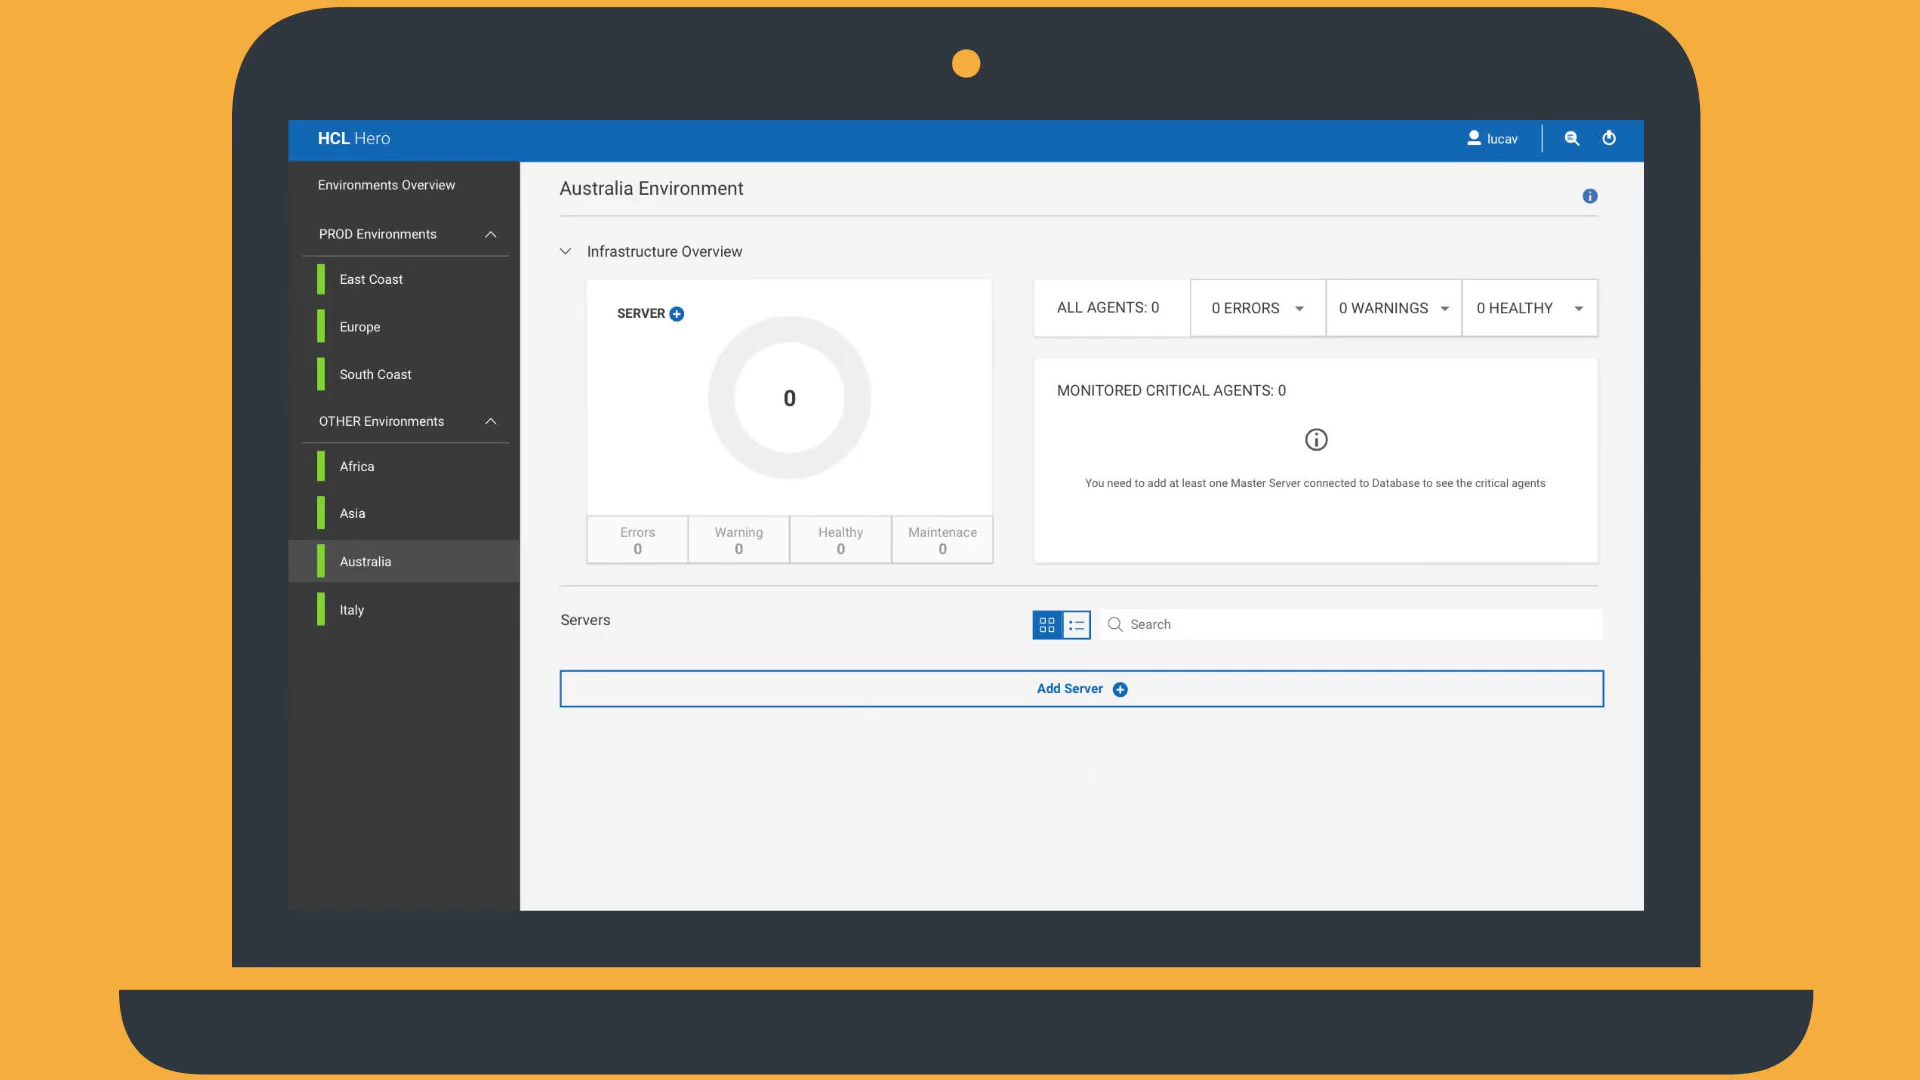 HCL Hero
lucav
Environments Overview
PROD Environments
East Coast
Europe
South Coast
OTHER Environments
Africa
Asia
Australia
Italy
Australia Environment
Infrastructure Overview
SERVER
0
Errors
0
Warning
0
Healthy
0
Maintenace
0
ALL AGENTS: 0
0 ERRORS
0 WARNINGS
0 HEALTHY
MONITORED CRITICAL AGENTS: 0
You need to add at least one Master Server connected to Database to see the critical agents
Servers
Search
Add Server